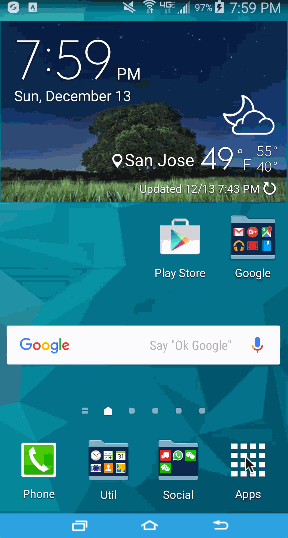 4G 97% 7:59 PM
7:59 PM
Sun, December 13
San Jose 49° F 55° 40°
Updated 12/13 7:43 PM
Play Store
Google
Google Say "Ok Google"
Phone
Util
Social
Apps